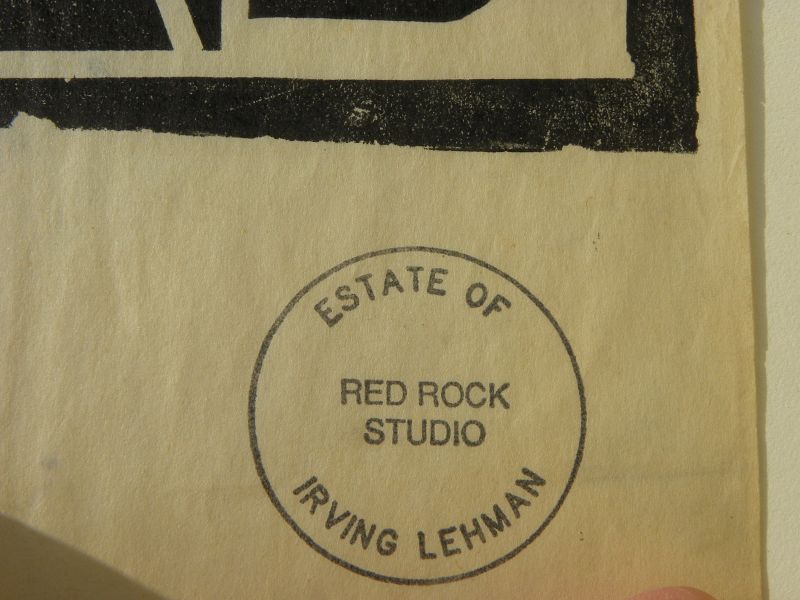 ESTATE OF
RED ROCK
STUDIO
IRVING LEHMAN